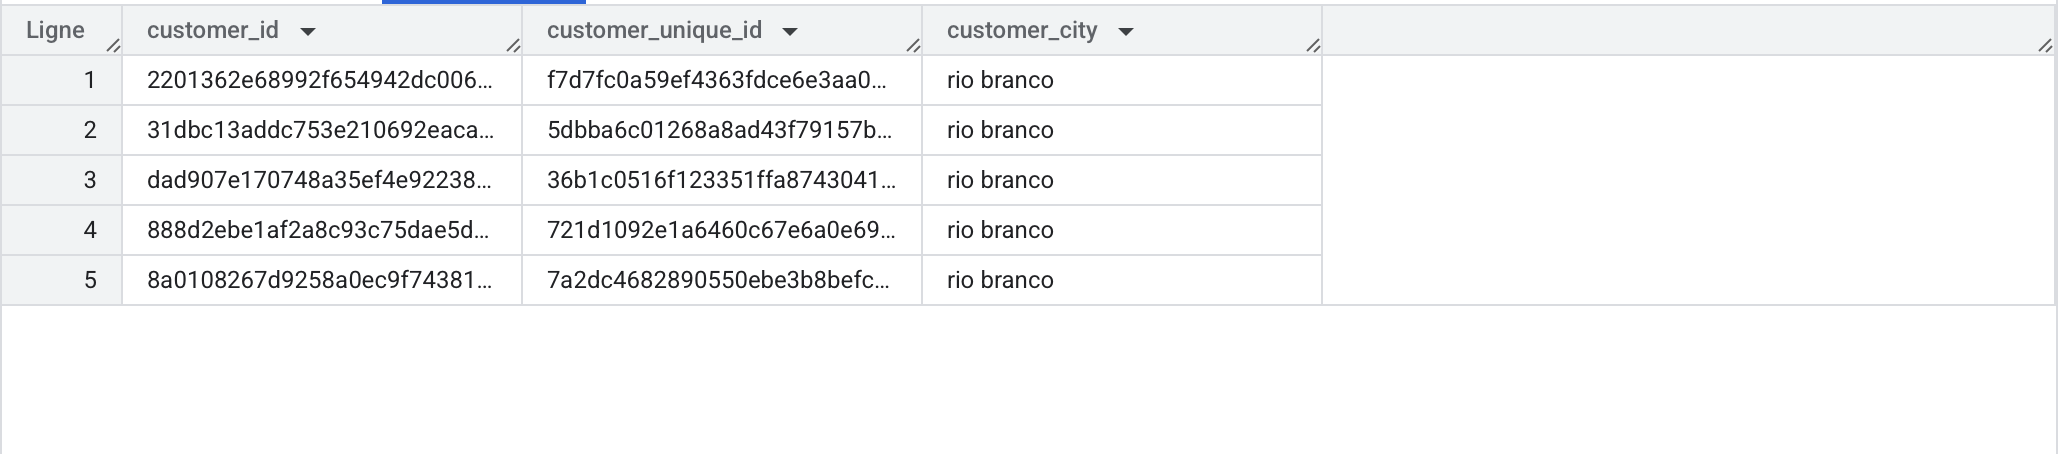 Ligne customer_id customer_unique_id customer_city
1 2201362e68992f654942dc006... f7d7fc0a59ef4363fdce6e3aa0... rio branco
2 31dbc13addc753e210692eaca... 5dbba6c01268a8ad43f79157b... rio branco
3 dad907e170748a35ef4e92238... 36b1c0516f123351ffa8743041... rio branco
4 888d2ebe1af2a8c93c75dae5d... 721d1092e1a6460c67e6a0e69... rio branco
5 8a0108267d9258a0ec9f74381... 7a2dc4682890550ebe3b8befc... rio branco